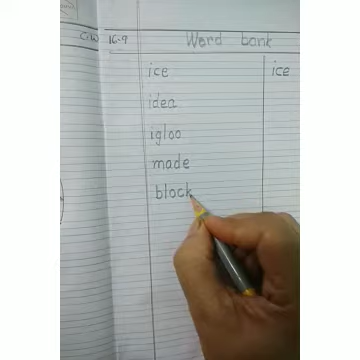 C.W 16-9 Word bank
ice ice
idea
igloo
made
block